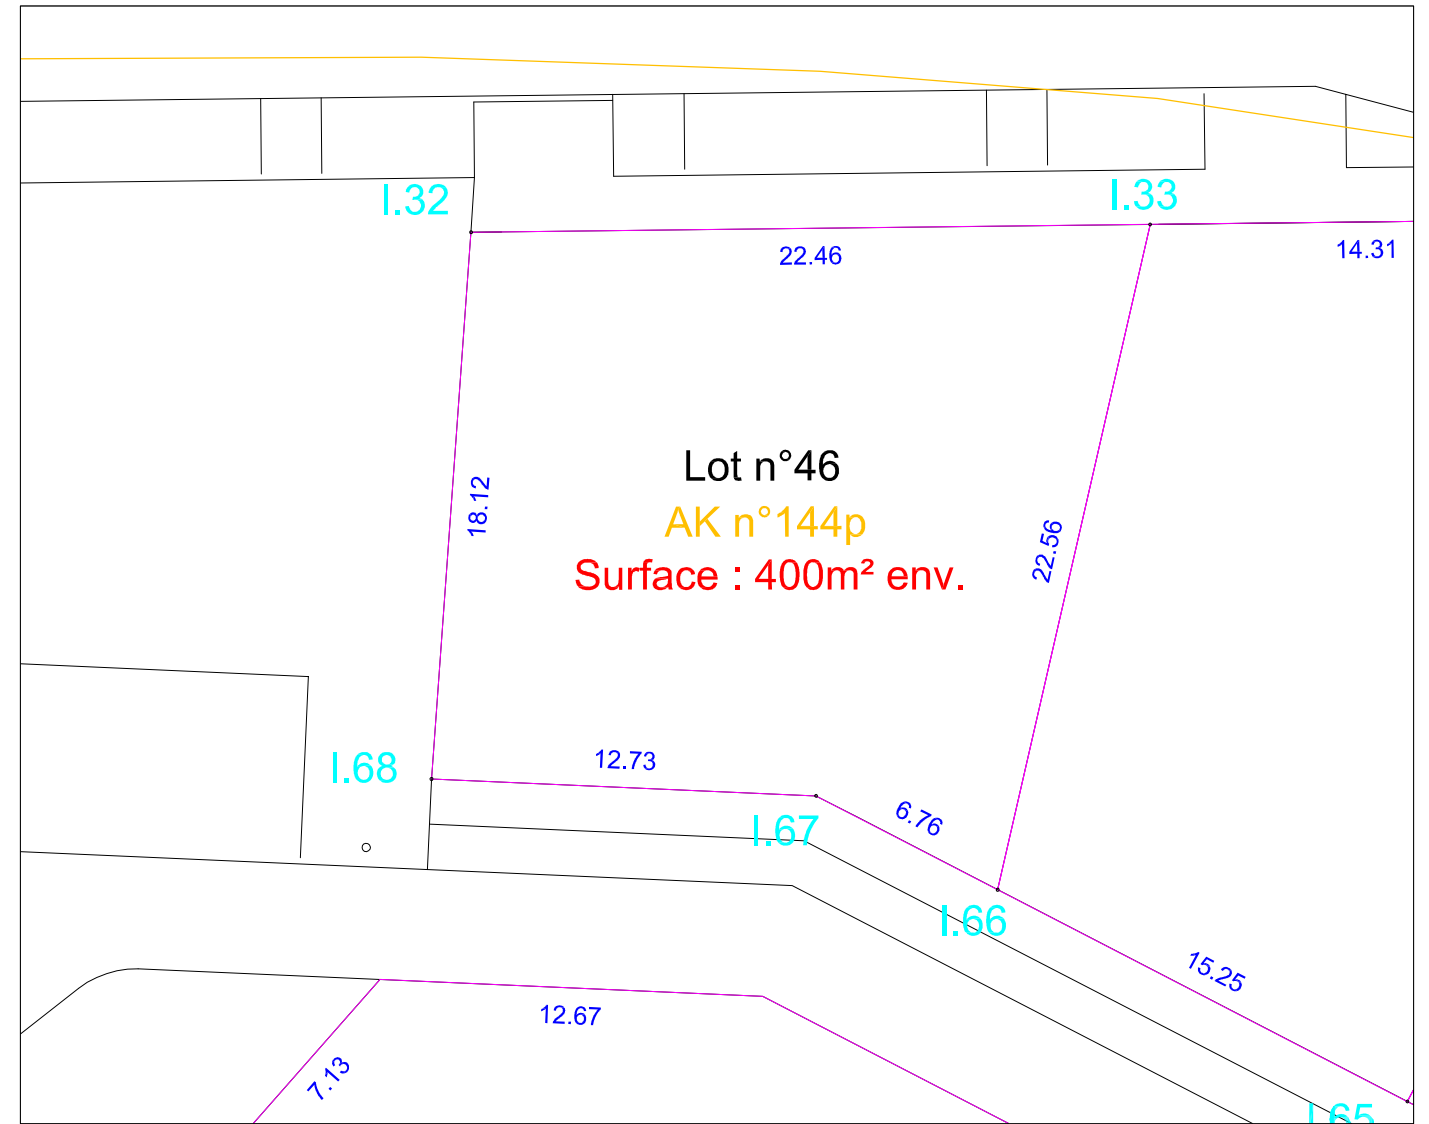 I.32
I.33
22.46
14.31
Lot n°46
18.12
AK n°144p
22.56
Surface : 400m² env.
12.73
I.68
6.76
I.67
I.66
15.25
12.67
7.13
I.65